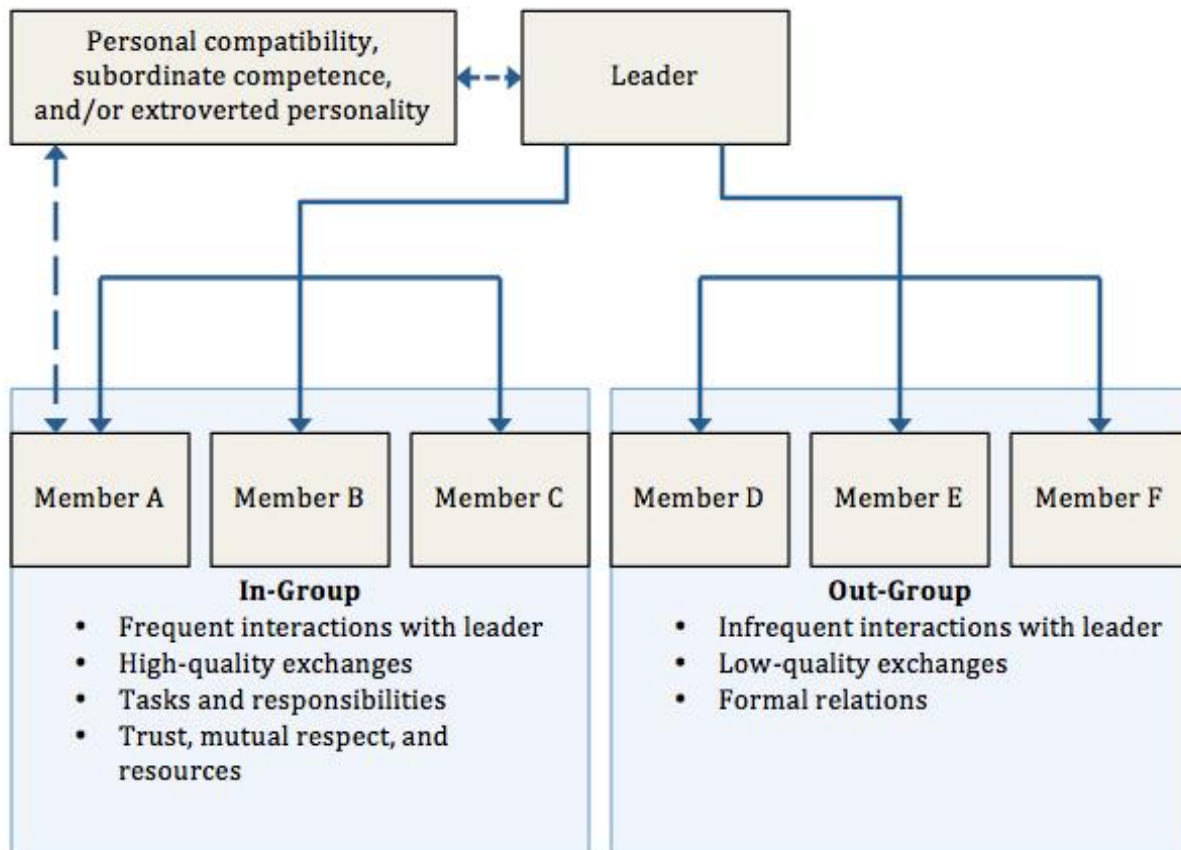 Personal compatibility,
subordinate competence,
and/or extroverted personality
Leader
Member A
Member B
Member C
Member D
Member E
Member F
In-Group
• Frequent interactions with leader
• High-quality exchanges
• Tasks and responsibilities
• Trust, mutual respect, and
resources
Out-Group
• Infrequent interactions with leader
• Low-quality exchanges
• Formal relations